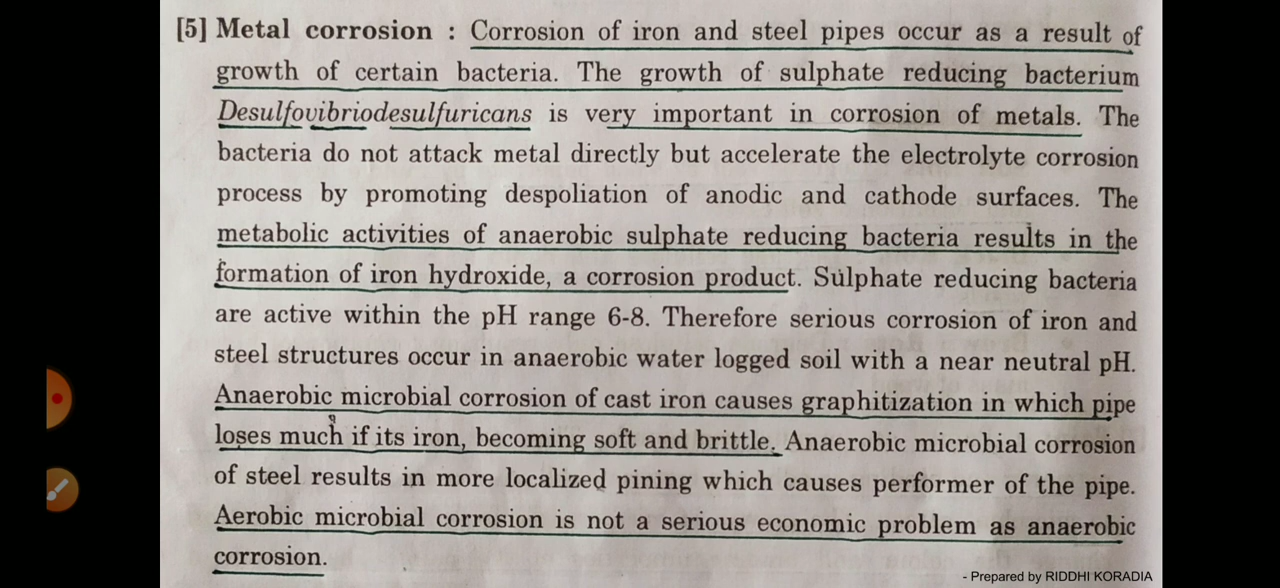 [5] Metal corrosion : Corrosion of iron and steel pipes occur as a result of
growth of certain bacteria. The growth of sulphate reducing bacterium
Desulfovibriodesulfuricans is very important in corrosion of metals. The
bacteria do not attack metal directly but accelerate the electrolyte corrosion
process by promoting despoliation of anodic and cathode surfaces. The
metabolic activities of anaerobic sulphate reducing bacteria results in the
formation of iron hydroxide, a corrosion product. Sulphate reducing bacteria
are active within the pH range 6-8. Therefore serious corrosion of iron and
steel structures occur in anaerobic water logged soil with a near neutral pH.
Anaerobic microbial corrosion of cast iron causes graphitization in which pipe
loses much if its iron, becoming soft and brittle. Anaerobic microbial corrosion
of steel results in more localized pining which causes performer of the pipe.
Aerobic microbial corrosion is not a serious economic problem as anaerobic
corrosion.
- Prepared by RIDDHI KORADIA